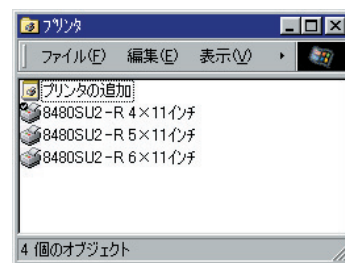 プリンタ
ファイル(F) 編集(E) 表示(V)
プリンタの追加
8480SU2-R 4×11インチ
8480SU2-R 5×11インチ
8480SU2-R 6×11インチ
4 個のオブジェクト